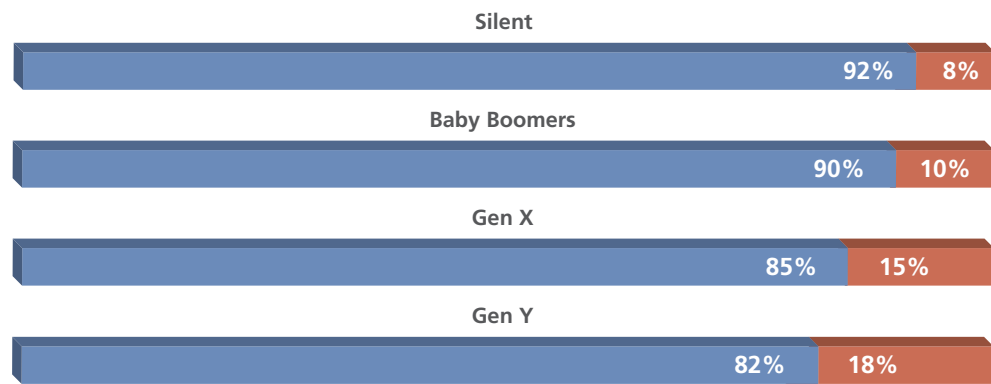 Silent
92% 8%
Baby Boomers
90% 10%
Gen X
85% 15%
Gen Y
82% 18%